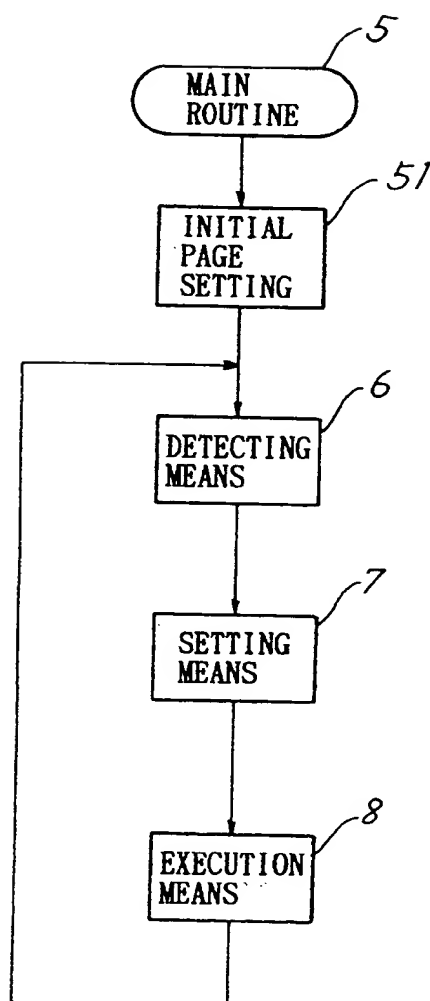 5
MAIN
ROUTINE
51
INITIAL
PAGE
SETTING
6
DETECTING
MEANS
7
SETTING
MEANS
8
EXECUTION
MEANS